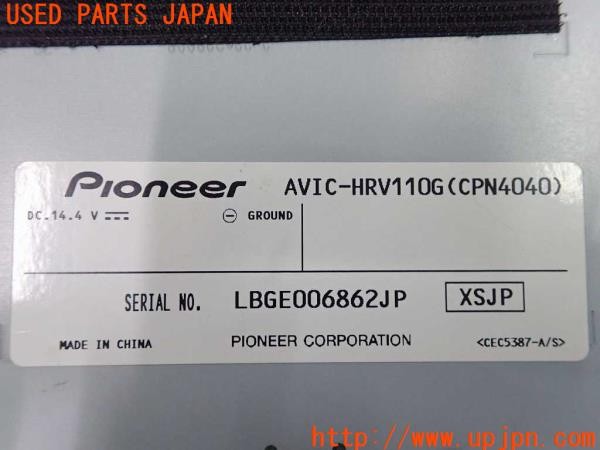 USED PARTS JAPAN
Pioneer
AVIC-HRV110G(CPN4040)
DC 14.4 V
GROUND
SERIAL NO. LBGE006862JP XSJP
MADE IN CHINA PIONEER CORPORATION <CEC5387-A/S>
http://www.upjpn.com